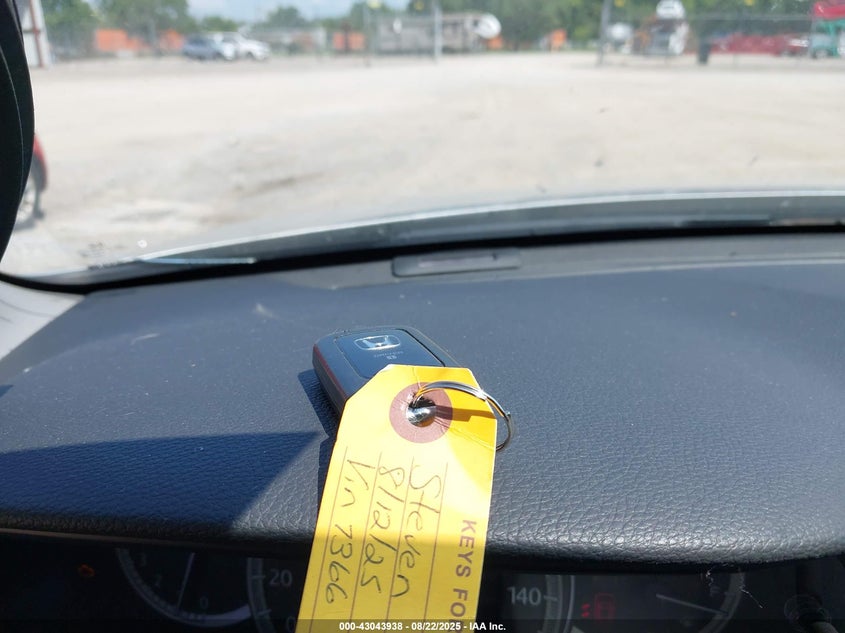 KEYS FO
Steven
8/12/25
Vin 7366
20
140
000-43043938 - 08/22/2025 - IAA Inc.